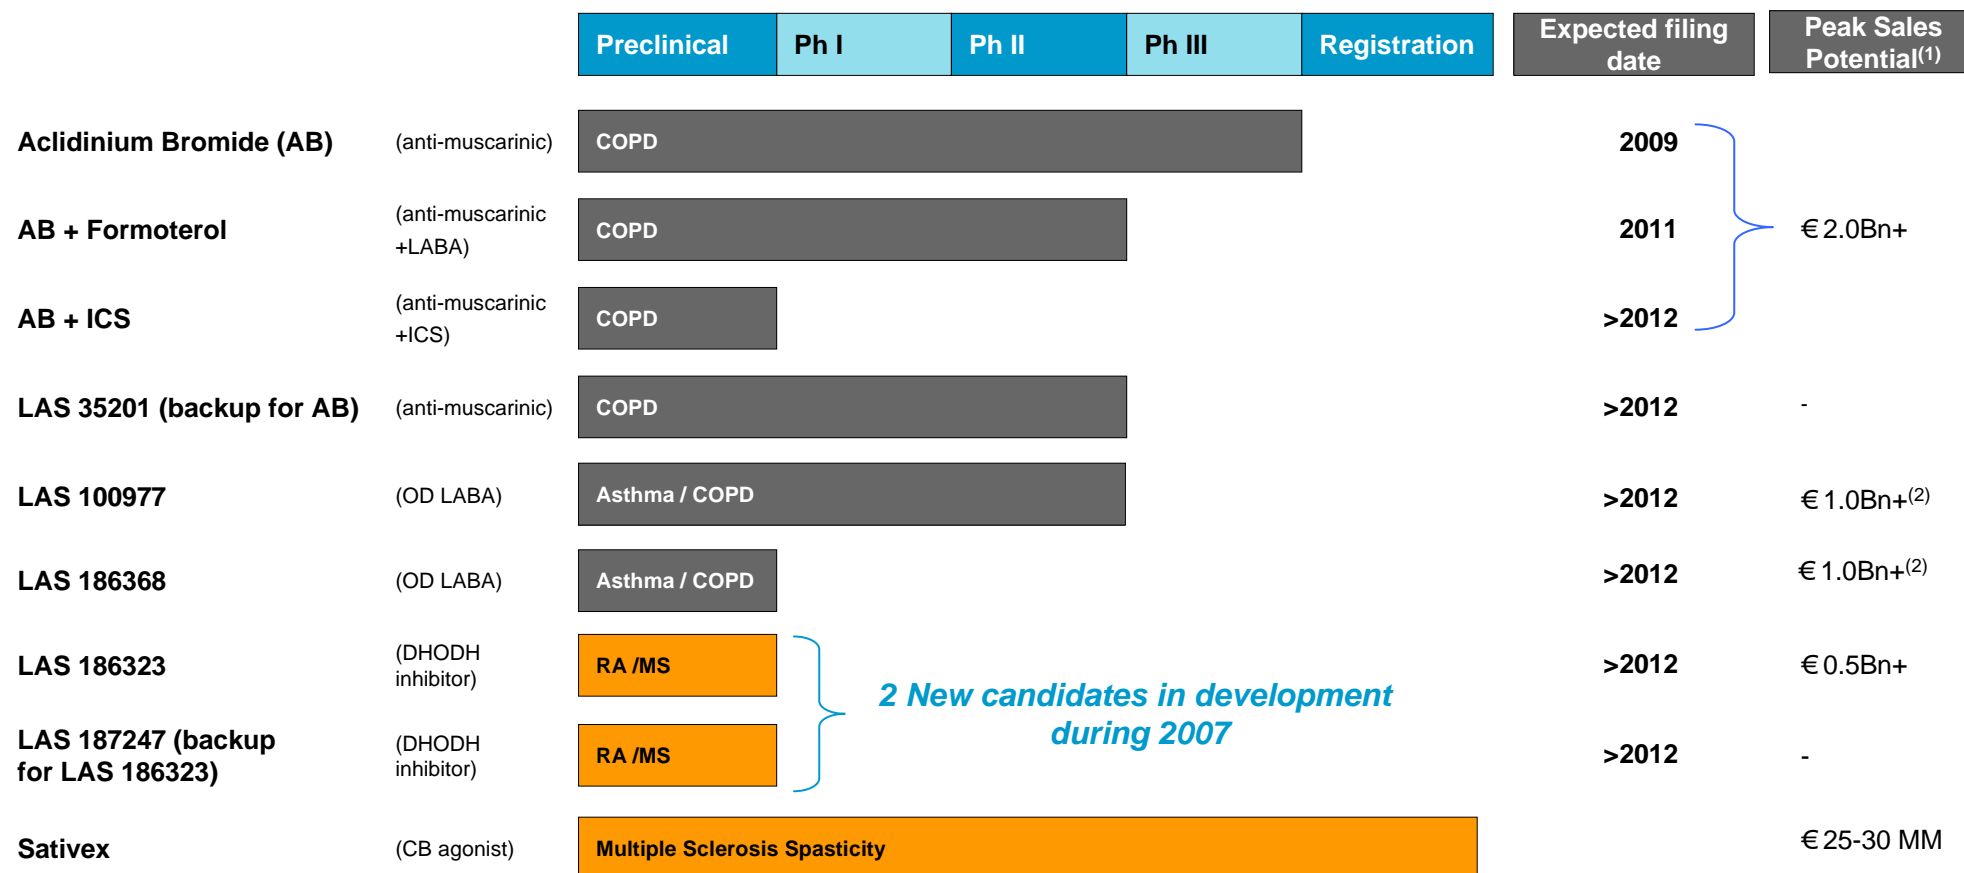 Preclinical Ph I Ph II Ph III Registration Expected filing Peak Sales
date Potential(1)
Aclidinium Bromide (AB) (anti-muscarinic) COPD 2009
AB + Formoterol (anti-muscarinic COPD 2011 €2.0Bn+
+LABA)
AB + ICS (anti-muscarinic COPD >2012
+ICS)
LAS 35201 (backup for AB) (anti-muscarinic) COPD >2012 -
LAS 100977 (OD LABA) Asthma / COPD >2012 €1.0Bn+(2)
LAS 186368 (OD LABA) Asthma / COPD >2012 €1.0Bn+(2)
LAS 186323 (DHODH RA /MS >2012 €0.5Bn+
inhibitor)
2 New candidates in development
during 2007
LAS 187247 (backup (DHODH RA /MS >2012 -
for LAS 186323) inhibitor)
Sativex (CB agonist) Multiple Sclerosis Spasticity €25-30 MM